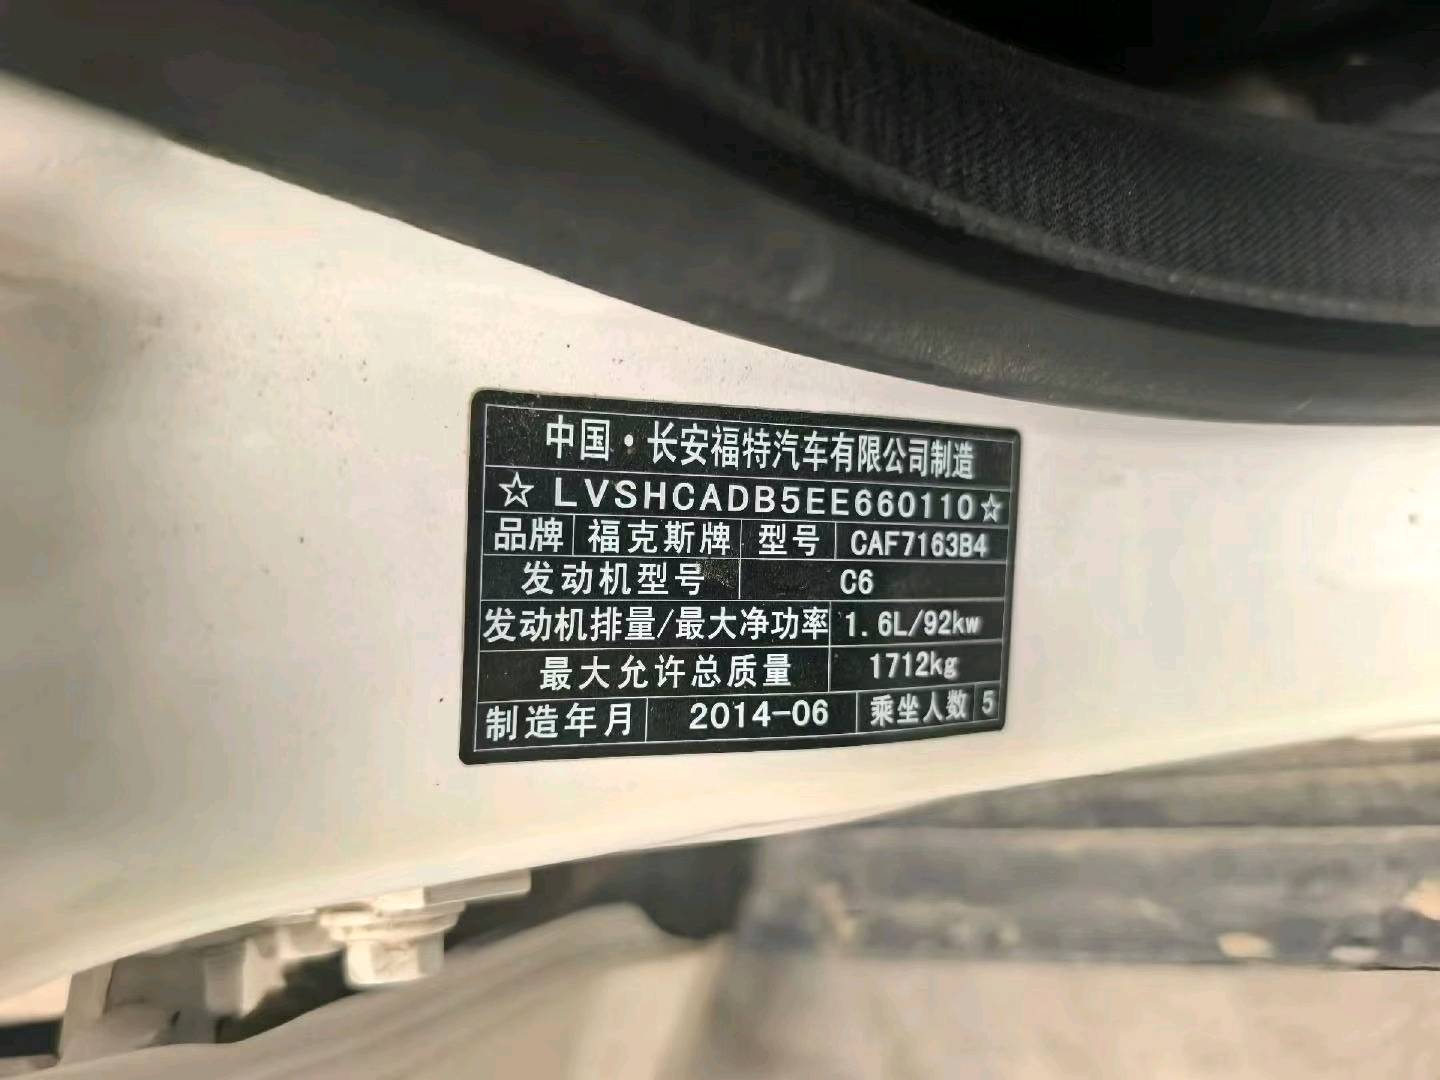 中国·长安福特汽车有限公司制造
☆LVSHCADB5EE660110☆
品牌 福克斯牌 型号 CAF7163B4
发动机型号 C6
发动机排量/最大净功率 1.6L/92kw
最大允许总质量 1712kg
制造年月 2014-06 乘坐人数 5